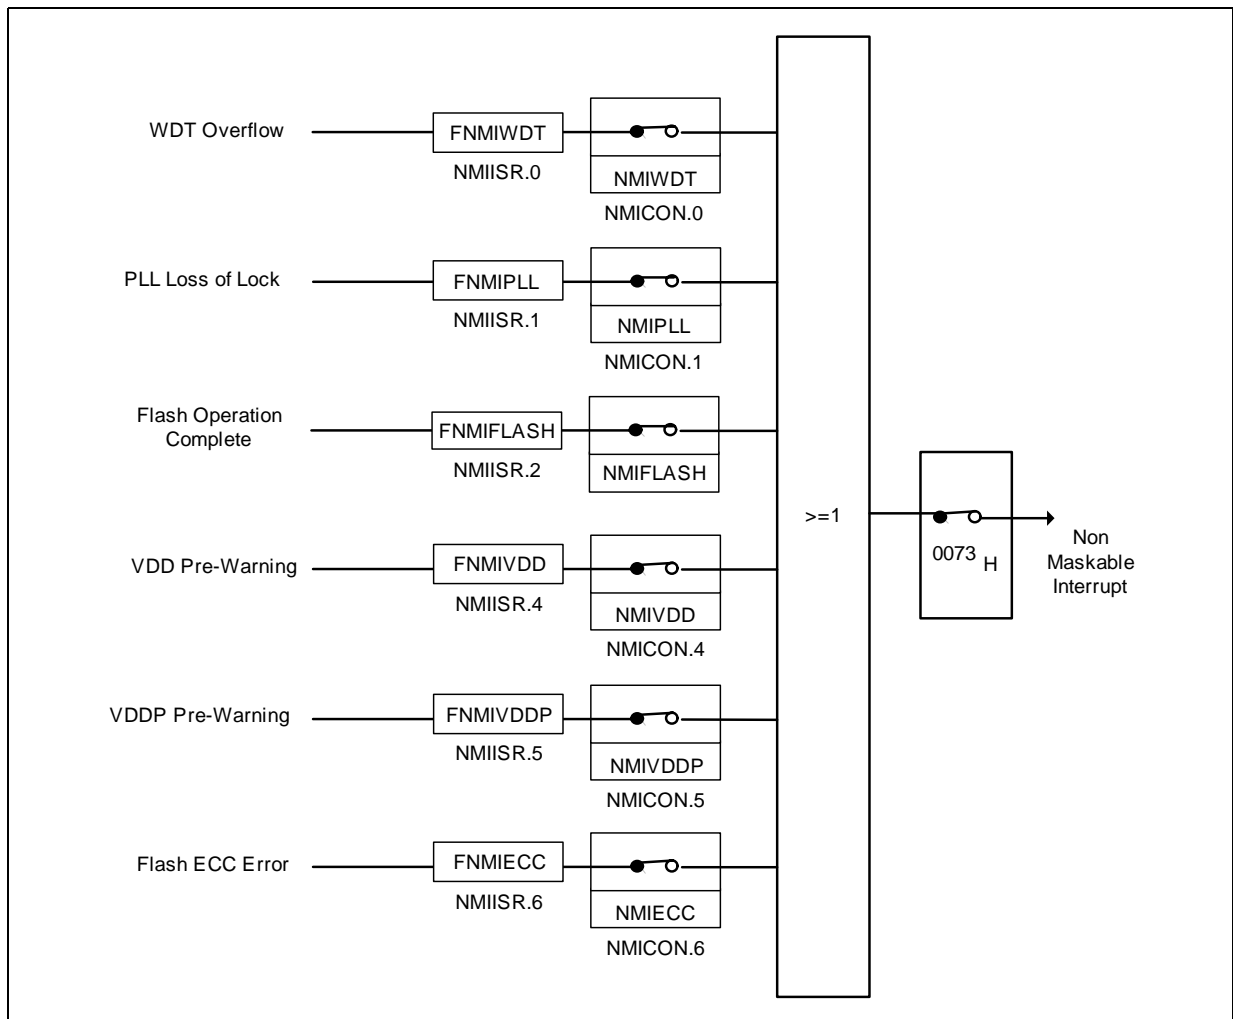 WDT Overflow
FNMIWDT
NMIISR.0
NMIWDT
NMICON.0
PLL Loss of Lock
FNMIPLL
NMIISR.1
NMIPLL
NMICON.1
Flash Operation
Complete
FNMIFLASH
NMIISR.2
NMIFLASH
VDD Pre-Warning
FNMIVDD
NMIISR.4
NMIVDD
NMICON.4
VDDP Pre-Warning
FNMIVDDP
NMIISR.5
NMIVDDP
NMICON.5
Flash ECC Error
FNMIECC
NMIISR.6
NMIECC
NMICON.6
>=1
0073 H
Non
Maskable
Interrupt